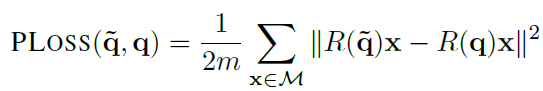 PLOSS(q̃, q) = 1/2m ∑_{x∈ℳ} ‖R(q̃)x − R(q)x‖²